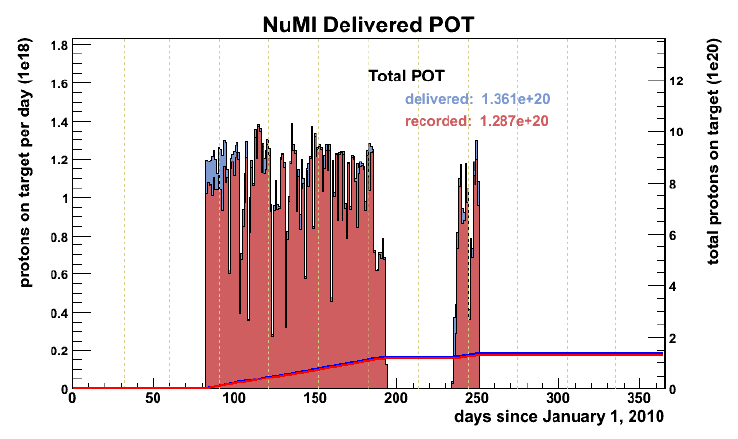 NuMI Delivered POT
protons on target per day (1e18)
total protons on target (1e20)
Total POT
delivered: 1.361e+20
recorded: 1.287e+20
1.8
1.6
1.4
1.2
1
0.8
0.6
0.4
0.2
0
12
10
8
6
4
2
0
0 50 100 150 200 250 300 350
days since January 1, 2010